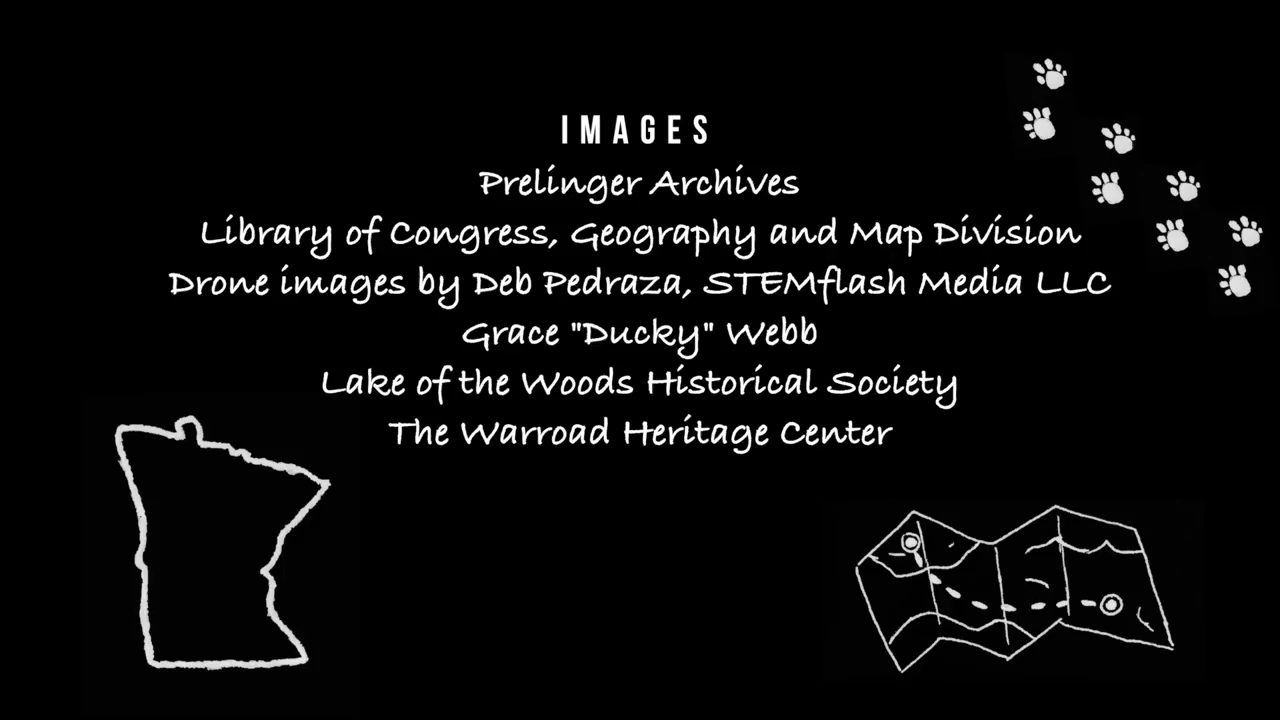 IMAGES
Prelinger Archives
Library of Congress, Geography and Map Division
Drone images by Deb Pedraza, STEMflash Media LLC
Grace "Ducky" Webb
Lake of the Woods Historical Society
The Warroad Heritage Center